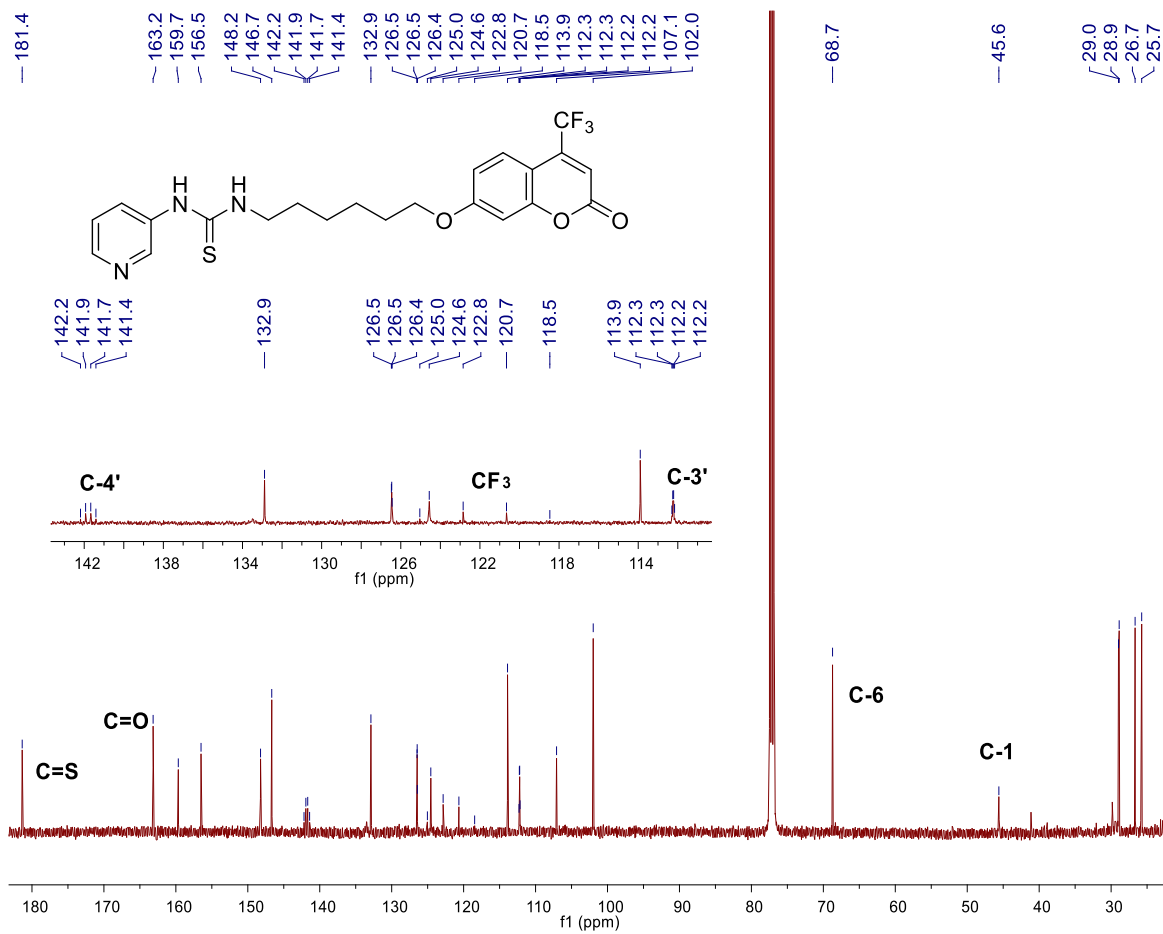 181.4 163.2 159.7 156.5 148.2 146.7 142.2 141.9 141.7 141.4 132.9 126.5 126.5 126.4 125.0 124.6 122.8 120.7 118.5 113.9 112.3 112.3 112.2 112.2 107.1 102.0 68.7 45.6 29.0 28.9 26.7 25.7
CF3
H H
N N
O O O
S
N
142.2 141.9 141.7 141.4 132.9 126.5 126.5 126.4 125.0 124.6 122.8 120.7 118.5 113.9 112.3 112.3 112.2 112.2
C-4' CF3 C-3'
142 138 134 130 126 122 118 114
f1 (ppm)
C-6
C=O
C-1
C=S
180 170 160 150 140 130 120 110 100 90 80 70 60 50 40 30
f1 (ppm)